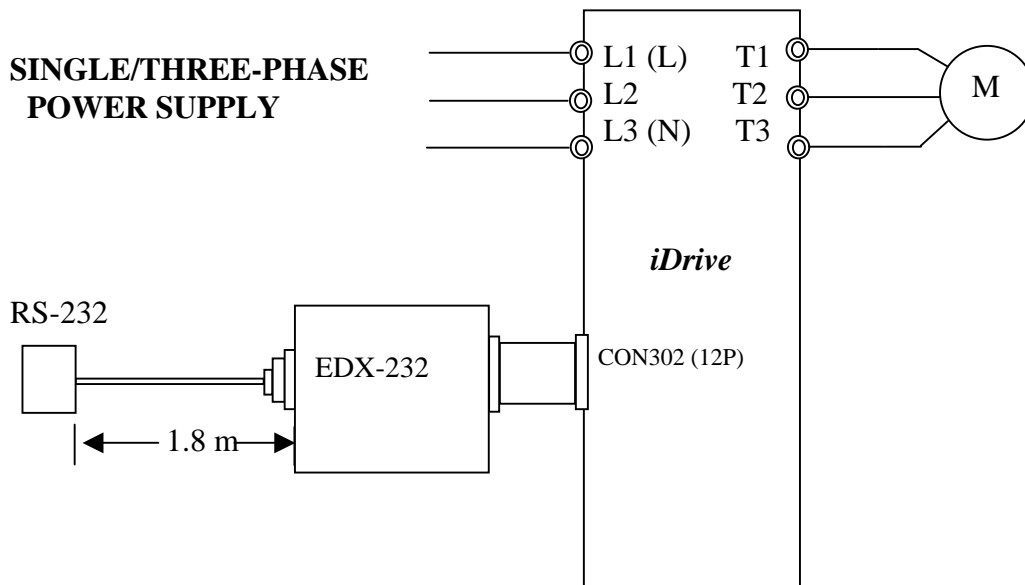 SINGLE/THREE-PHASE
POWER SUPPLY
L1 (L)
L2
L3 (N)
T1
T2
T3
M
iDrive
RS-232
EDX-232
CON302 (12P)
1.8 m